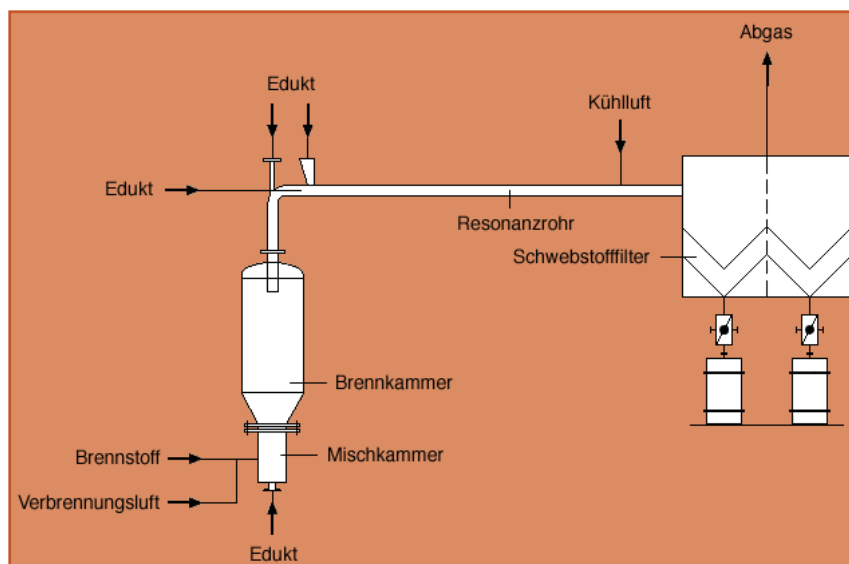 Abgas
Edukt
Kühlluft
Edukt
Resonanzrohr
Schwebstofffilter
Brennkammer
Brennstoff
Mischkammer
Verbrennungsluft
Edukt